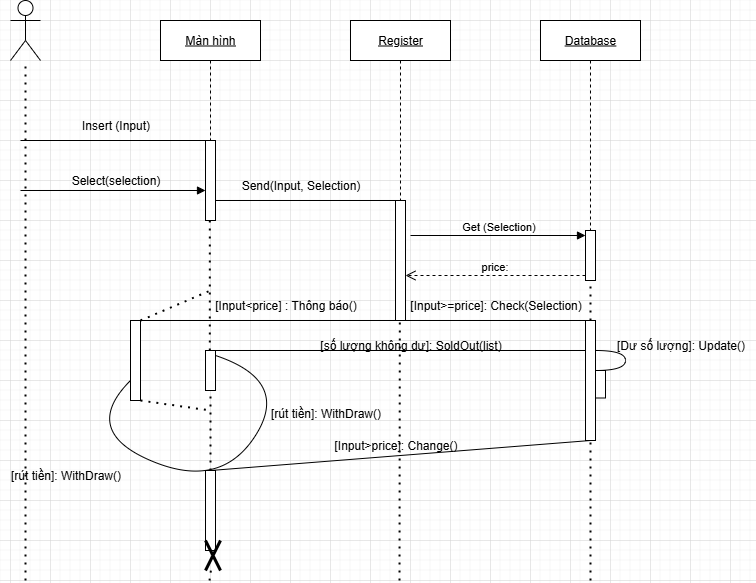 Màn hình
Register
Database
Insert (Input)
Select(selection)
Send(Input, Selection)
Get (Selection)
price:
[Input<price] : Thông báo()
[Input>=price]: Check(Selection)
[số lượng không dư]: SoldOut(list)
[Dư số lượng]: Update()
[rút tiền]: WithDraw()
[Input>price]: Change()
[rút tiền]: WithDraw()